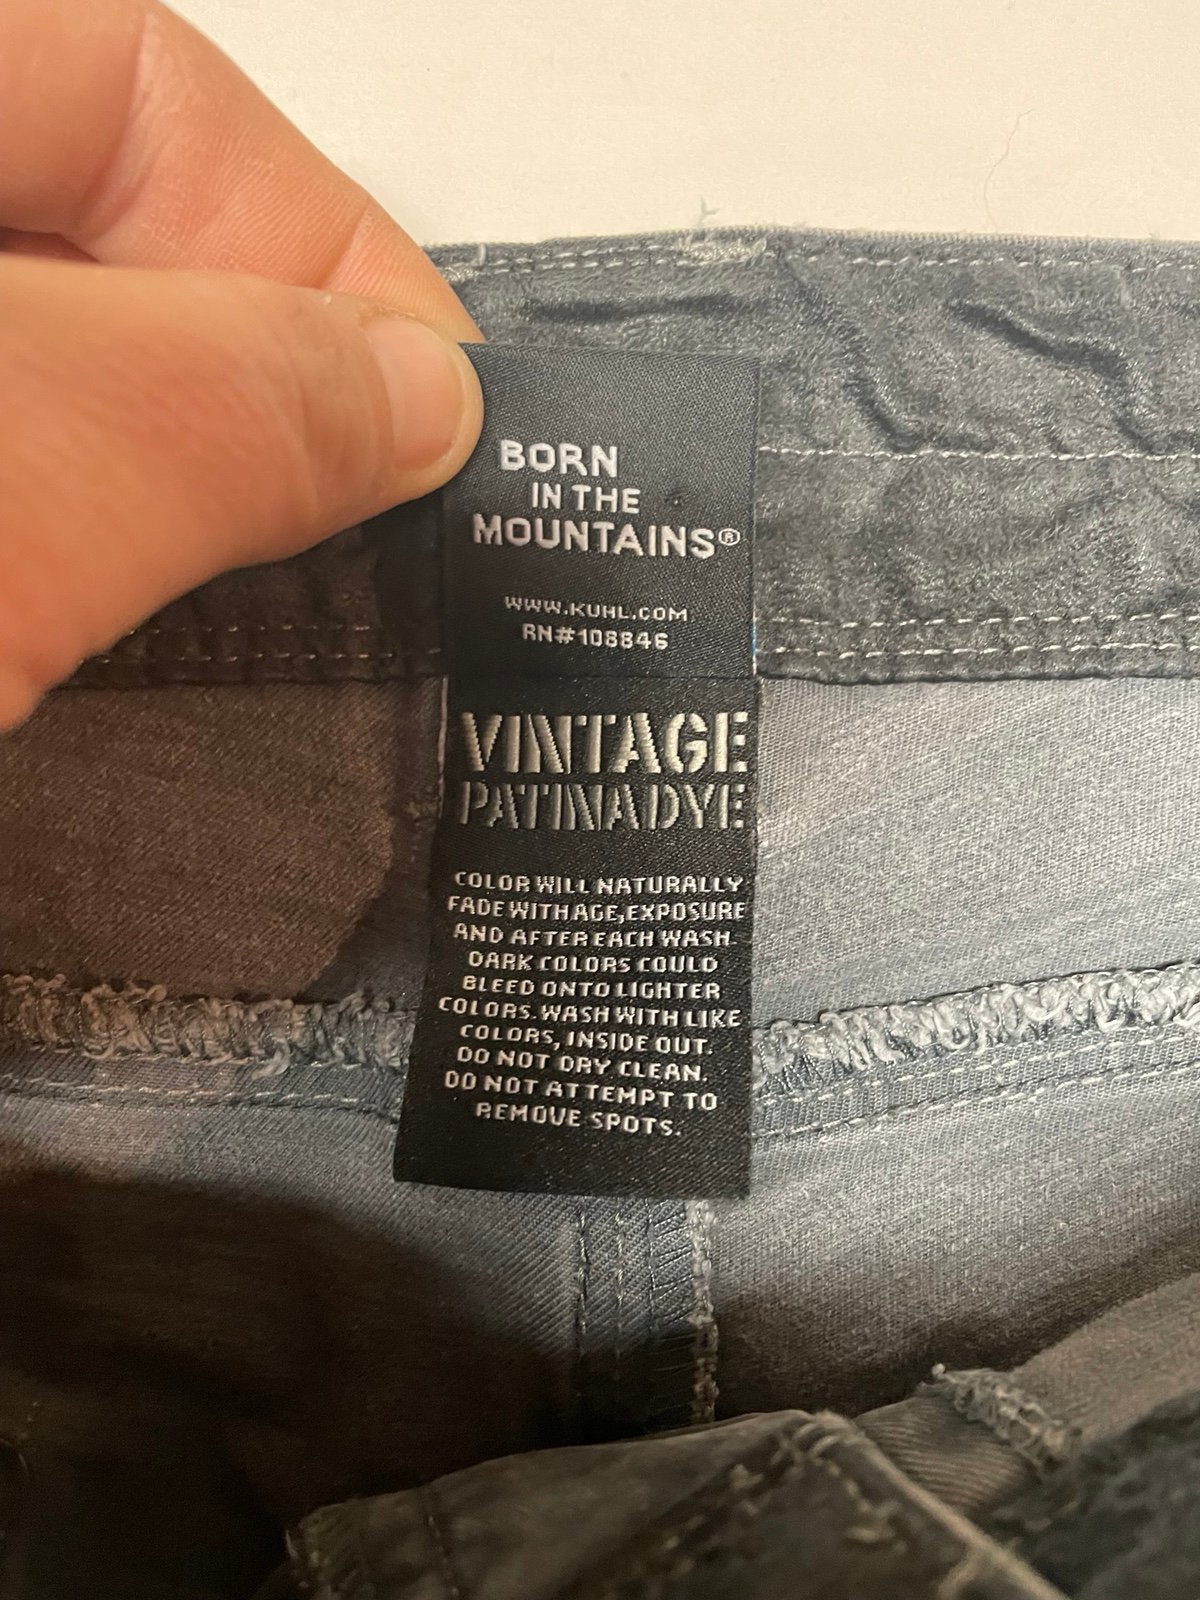 BORN
IN THE
MOUNTAINS®
WWW.KUHL.COM
RN#108846
VINTAGE
PATINA DYE
COLOR WILL NATURALLY
FADE WITH AGE, EXPOSURE
AND AFTER EACH WASH.
DARK COLORS COULD
BLEED ONTO LIGHTER
COLORS. WASH WITH LIKE
COLORS, INSIDE OUT.
DO NOT DRY CLEAN.
DO NOT ATTEMPT TO
REMOVE SPOTS.